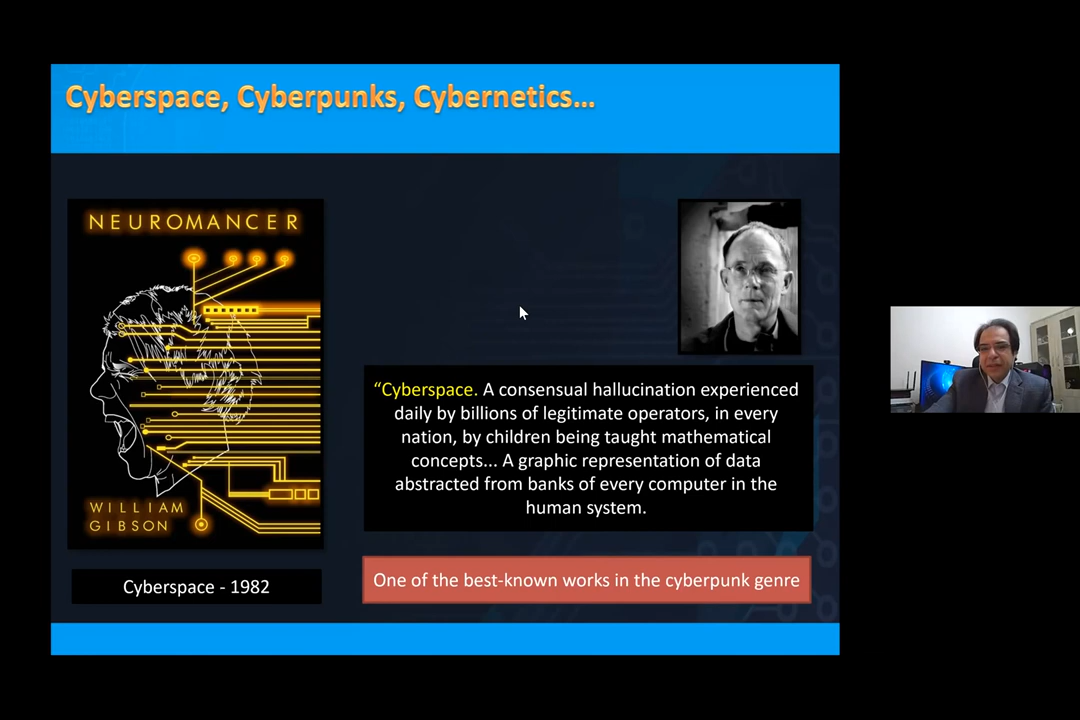 Cyberspace, Cyberpunks, Cybernetics...
NEUROMANCER
WILLIAM
GIBSON
Cyberspace - 1982
“Cyberspace. A consensual hallucination experienced
daily by billions of legitimate operators, in every
nation, by children being taught mathematical
concepts... A graphic representation of data
abstracted from banks of every computer in the
human system.
One of the best-known works in the cyberpunk genre